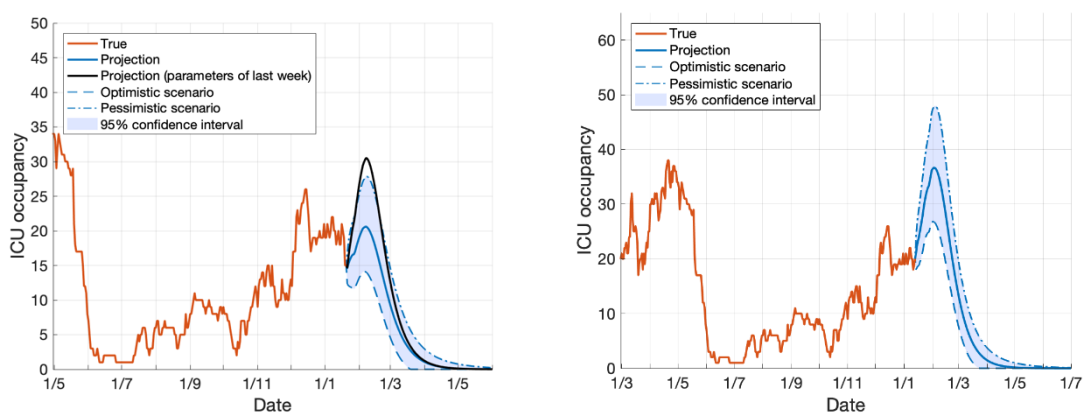 50
45
40
35
30
25
20
15
10
5
0
ICU occupancy
True
Projection
Projection (parameters of last week)
Optimistic scenario
Pessimistic scenario
95% confidence interval
1/5 1/7 1/9 1/11 1/1 1/3 1/5
Date
60
50
40
30
20
10
0
ICU occupancy
True
Projection
Optimistic scenario
Pessimistic scenario
95% confidence interval
1/3 1/5 1/7 1/9 1/11 1/1 1/3 1/5 1/7
Date